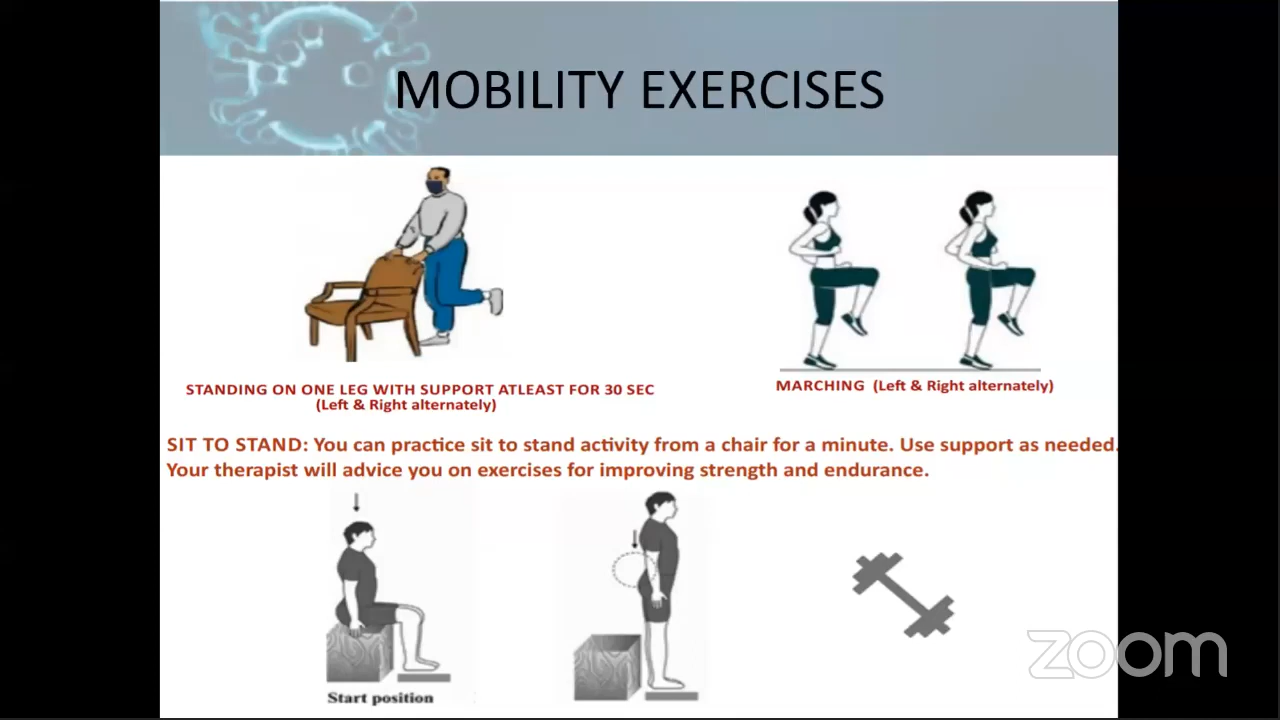 MOBILITY EXERCISES
STANDING ON ONE LEG WITH SUPPORT ATLEAST FOR 30 SEC
(Left & Right alternately)
MARCHING (Left & Right alternately)
SIT TO STAND: You can practice sit to stand activity from a chair for a minute. Use support as needed.
Your therapist will advice you on exercises for improving strength and endurance.
Start position
zoom